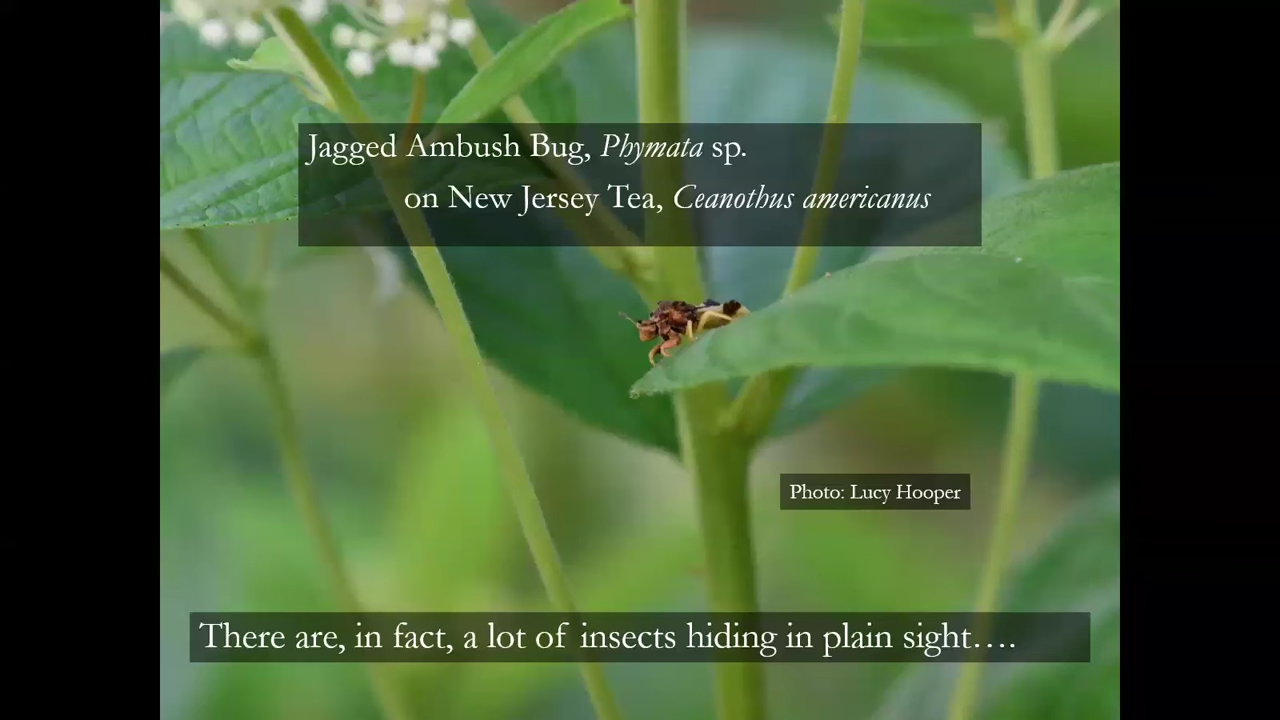 Jagged Ambush Bug, Phymata sp.
on New Jersey Tea, Ceanothus americanus
Photo: Lucy Hooper
There are, in fact, a lot of insects hiding in plain sight….